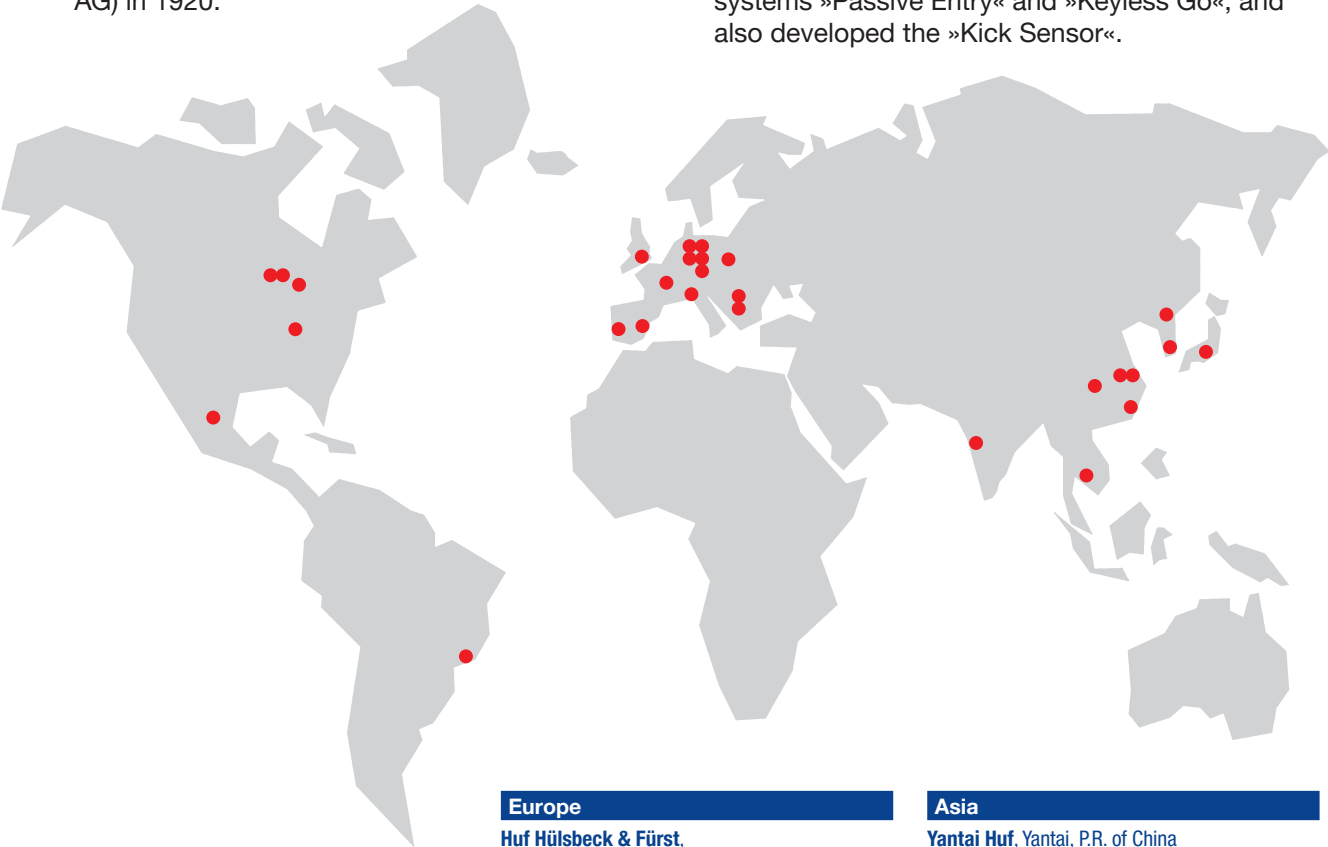 AG) in 1920.
systems »Passive Entry« and »Keyless Go«, and
also developed the »Kick Sensor«.
Europe
Huf Hülsbeck & Fürst,
Asia
Yantai Huf, Yantai, P.R. of China